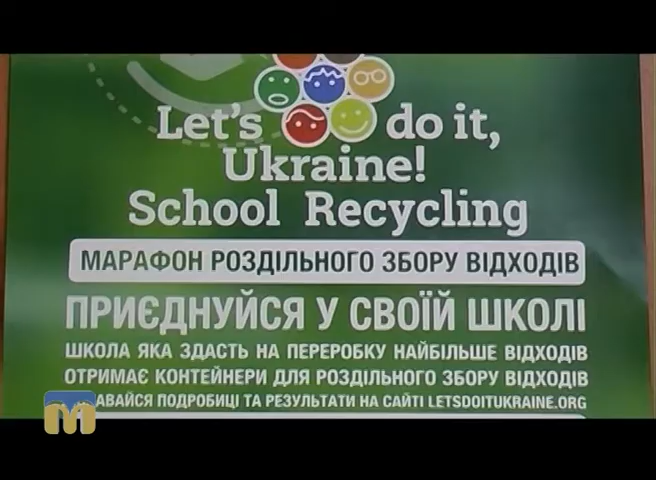 Let's do it,
Ukraine!
School Recycling
МАРАФОН РОЗДІЛЬНОГО ЗБОРУ ВІДХОДІВ
ПРИЄДНУЙСЯ У СВОЇЙ ШКОЛІ
ШКОЛА ЯКА ЗДАСТЬ НА ПЕРЕРОБКУ НАЙБІЛЬШЕ ВІДХОДІВ
ОТРИМАЄ КОНТЕЙНЕРИ ДЛЯ РОЗДІЛЬНОГО ЗБОРУ ВІДХОДІВ
АВАЙСЯ ПОДРОБИЦІ ТА РЕЗУЛЬТАТИ НА САЙТІ LETSDOITUKRAINE.ORG
М